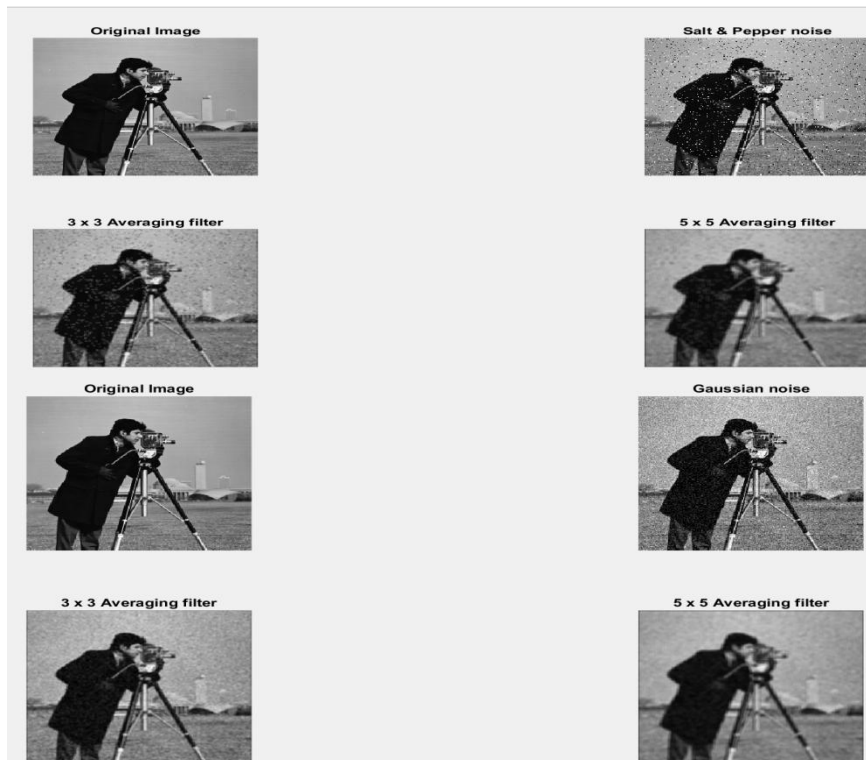 Original Image
Salt & Pepper noise
3 x 3 Averaging filter
5 x 5 Averaging filter
Original Image
Gaussian noise
3 x 3 Averaging filter
5 x 5 Averaging filter